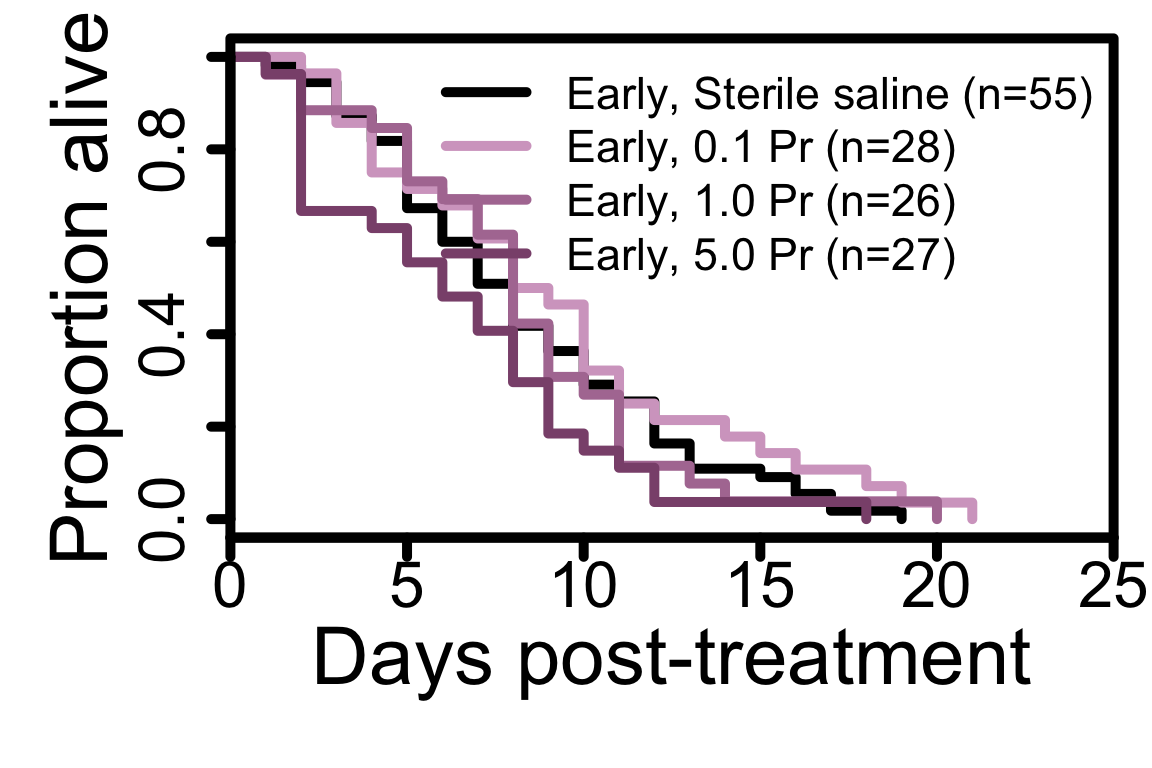 Proportion alive
0.8
0.4
0.0
Early, Sterile saline (n=55)
Early, 0.1 Pr (n=28)
Early, 1.0 Pr (n=26)
Early, 5.0 Pr (n=27)
0 5 10 15 20 25
Days post-treatment